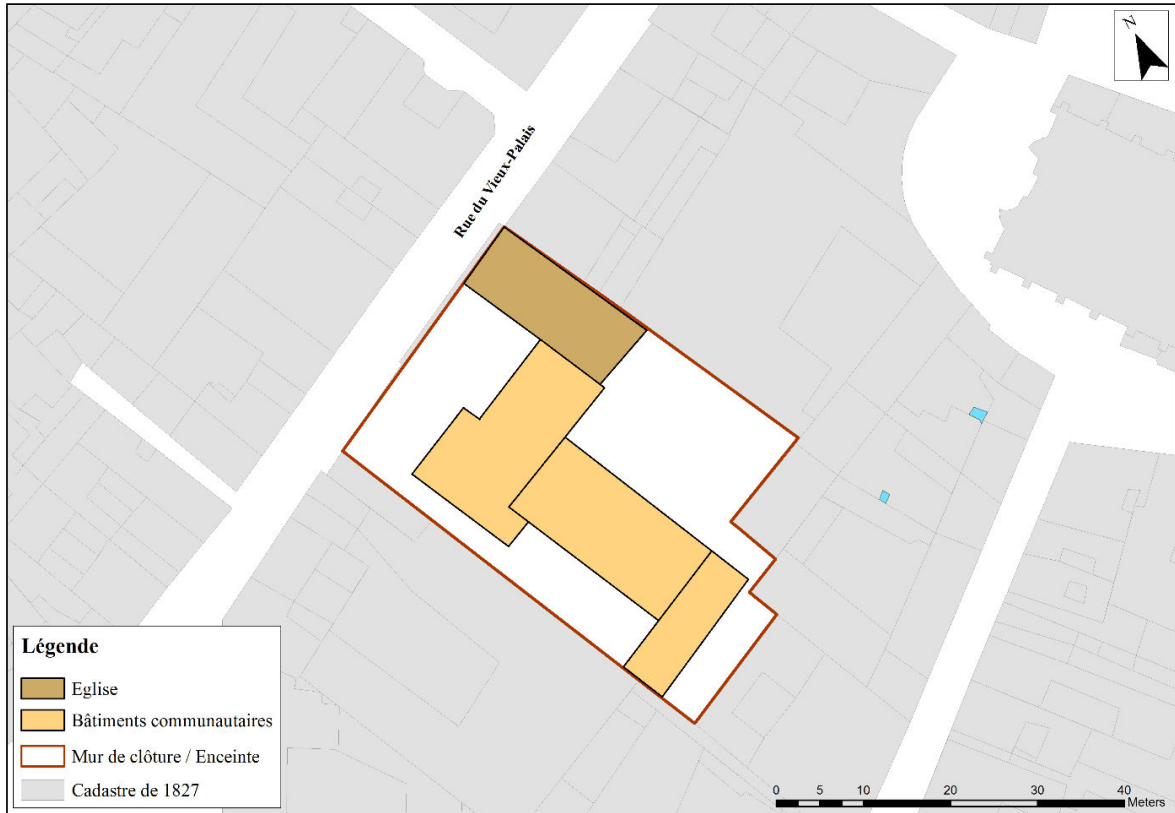 N
Rue du Vieux-Palais
Légende
Eglise
Bâtiments communautaires
Mur de clôture / Enceinte
Cadastre de 1827
0 5 10 20 30 40
Meters